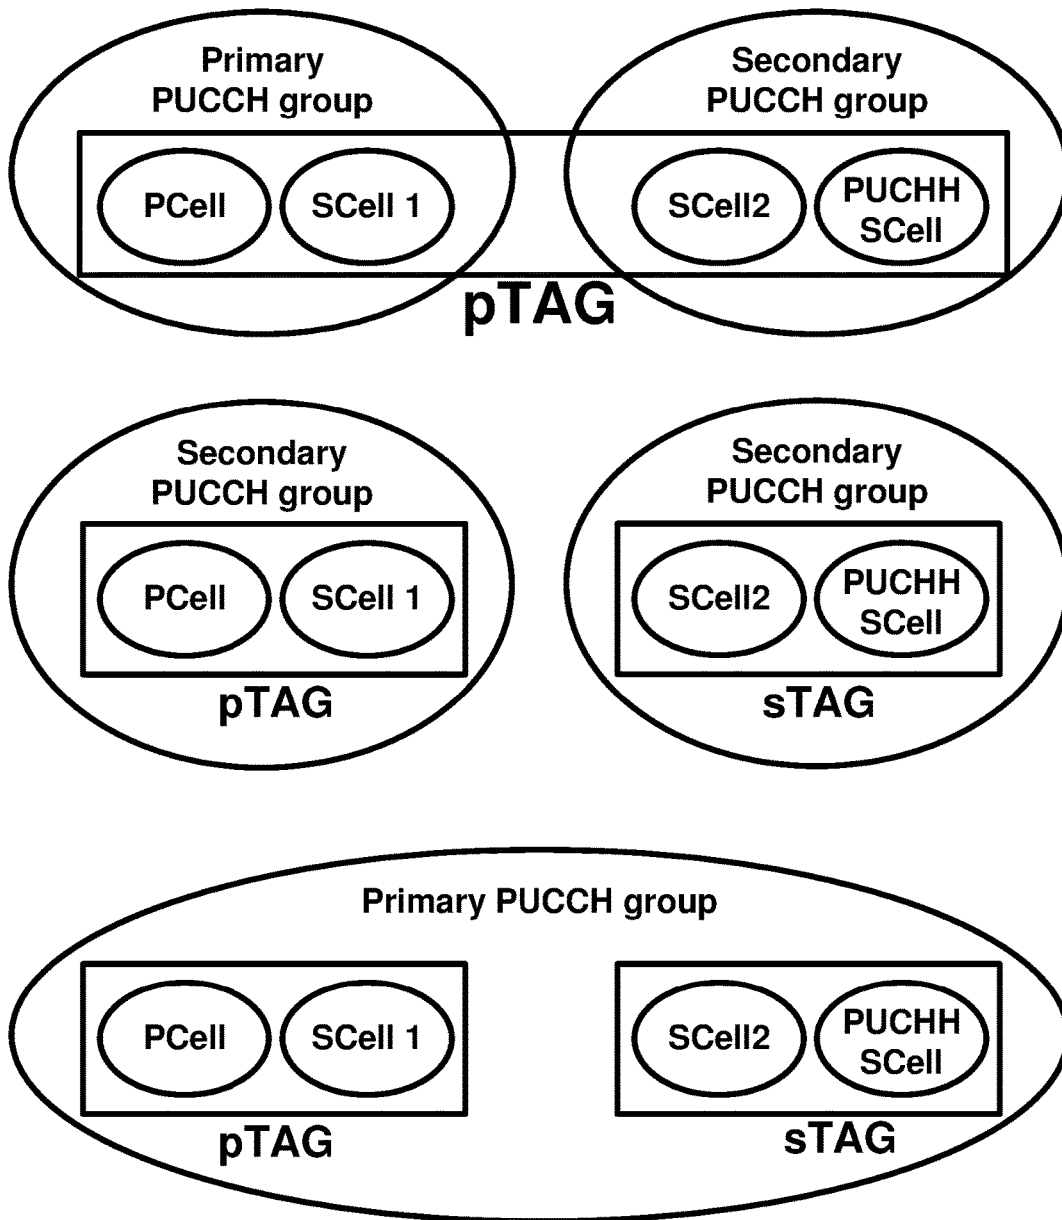 Primary
PUCCH group
Secondary
PUCCH group
PCell
SCell 1
SCell2
PUCHH
SCell
pTAG
Secondary
PUCCH group
Secondary
PUCCH group
PCell
SCell 1
SCell2
PUCHH
SCell
pTAG
sTAG
Primary PUCCH group
PCell
SCell 1
SCell2
PUCHH
SCell
pTAG
sTAG